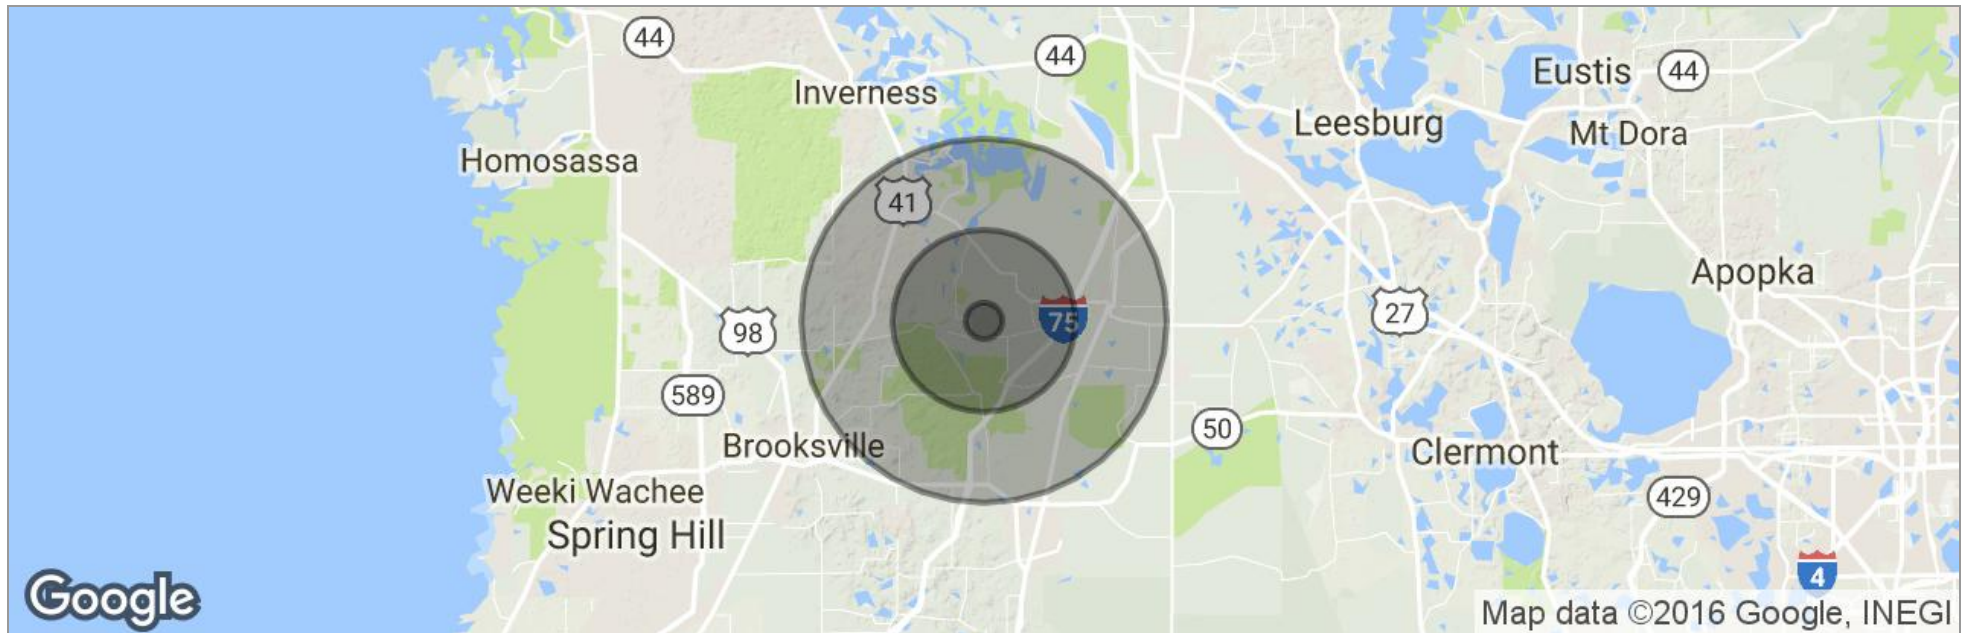 44
44
Eustis
44
Inverness
Leesburg
Mt Dora
Homosassa
41
Apopka
75
27
98
589
50
Brooksville
Clermont
Weeki Wachee
429
Spring Hill
4
Google
Map data ©2016 Google, INEGI